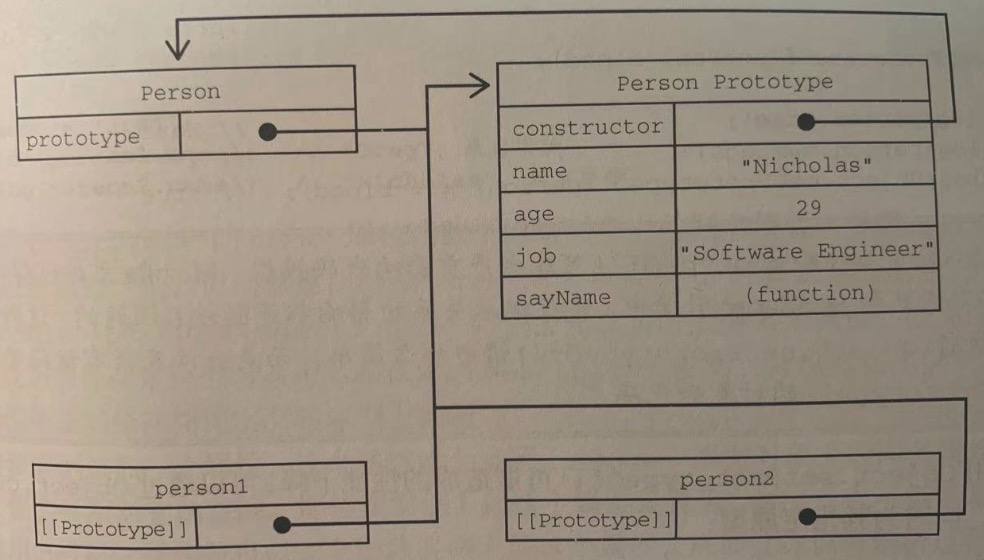 Person
prototype
Person Prototype
constructor
name "Nicholas"
age 29
job "Software Engineer"
sayName (function)
person1
[[Prototype]]
person2
[[Prototype]]